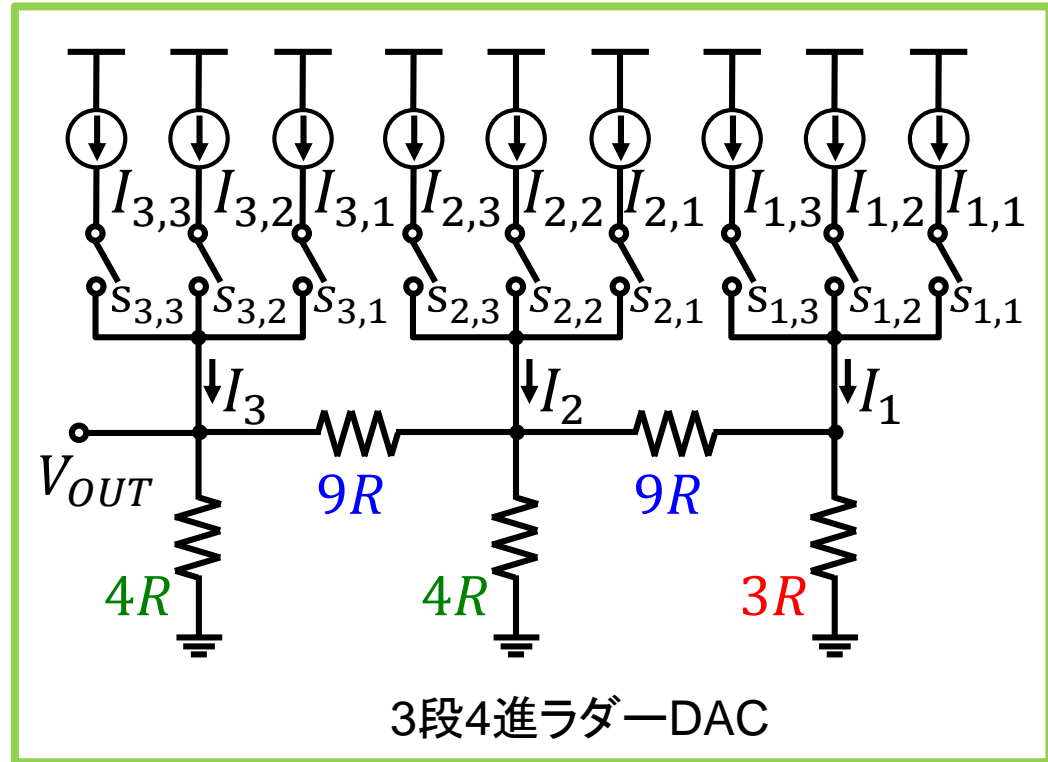 I3,3 I3,2 I3,1 I2,3 I2,2 I2,1 I1,3 I1,2 I1,1
s3,3 s3,2 s3,1 s2,3 s2,2 s2,1 s1,3 s1,2 s1,1
I3 I2 I1
VOUT
9R 9R
4R 4R 3R
3段4進ラダーDAC